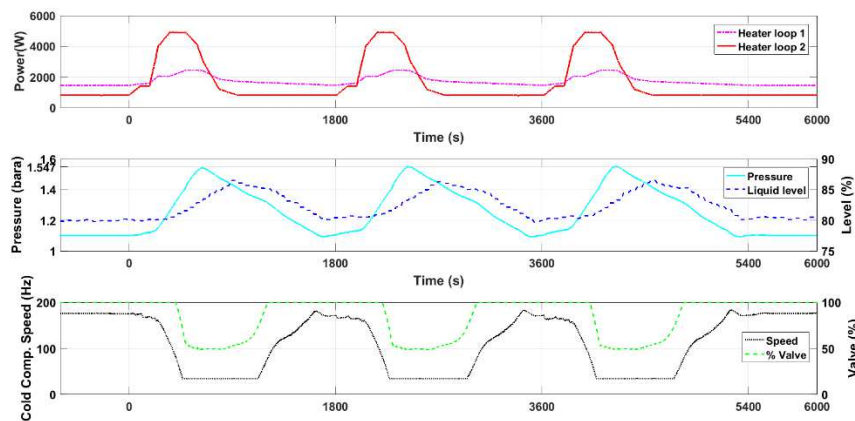 6000
4000
2000
0
Power(W)
Heater loop 1
Heater loop 2
0 1800 3600 5400 6000
Time (s)
1.6
1.547
1.4
1.2
1
Pressure (bara)
Pressure
Liquid level
90
85
80
75
Level (%)
0 1800 3600 5400 6000
Time (s)
200
100
0
Cold Comp. Speed (Hz)
Speed
% Valve
100
50
0
Valve (%)
0 1800 3600 5400 6000
Time (s)